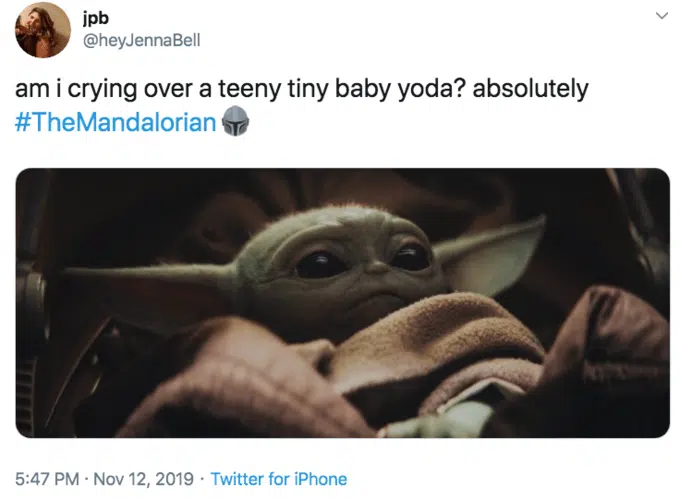 jpb
@heyJennaBell
am i crying over a teeny tiny baby yoda? absolutely
#TheMandalorian
5:47 PM · Nov 12, 2019 · Twitter for iPhone